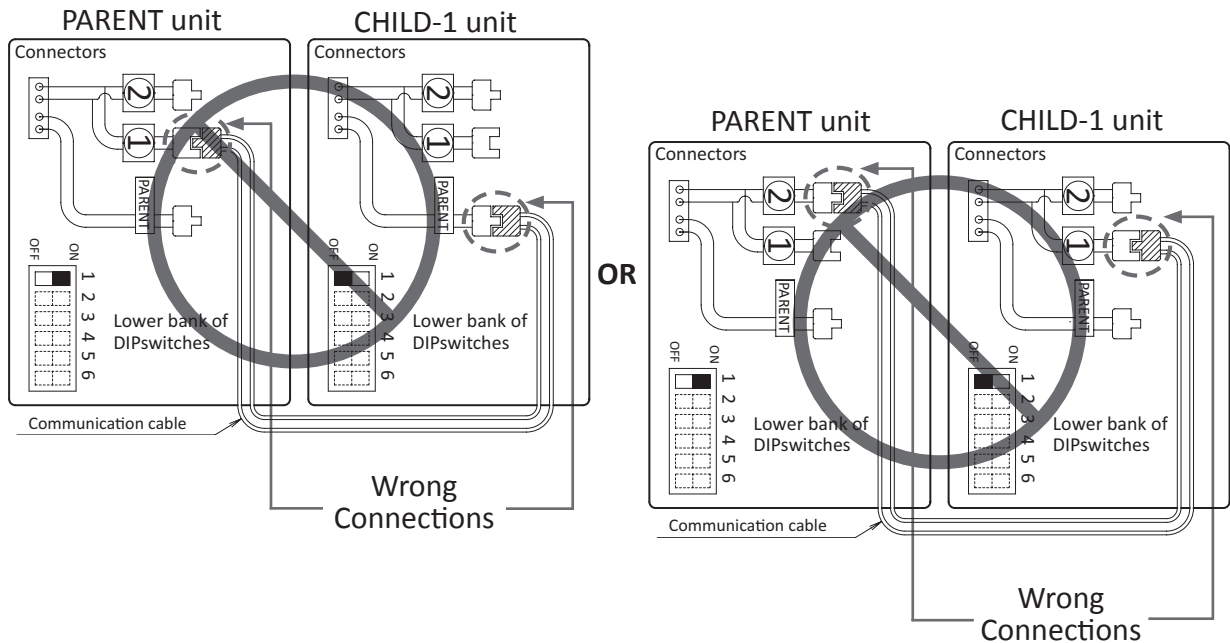 PARENT unit
CHILD-1 unit
Connectors
Connectors
2
2
1
1
PARENT
PARENT
OFF
ON
OFF
ON
1
2
3
4
5
6
1
2
3
4
5
6
Lower bank of
DIPswitches
Lower bank of
DIPswitches
Communication cable
Wrong
Connections
OR
PARENT unit
CHILD-1 unit
Connectors
Connectors
2
2
1
1
PARENT
PARENT
OFF
ON
OFF
ON
1
2
3
4
5
6
1
2
3
4
5
6
Lower bank of
DIPswitches
Lower bank of
DIPswitches
Communication cable
Wrong
Connections